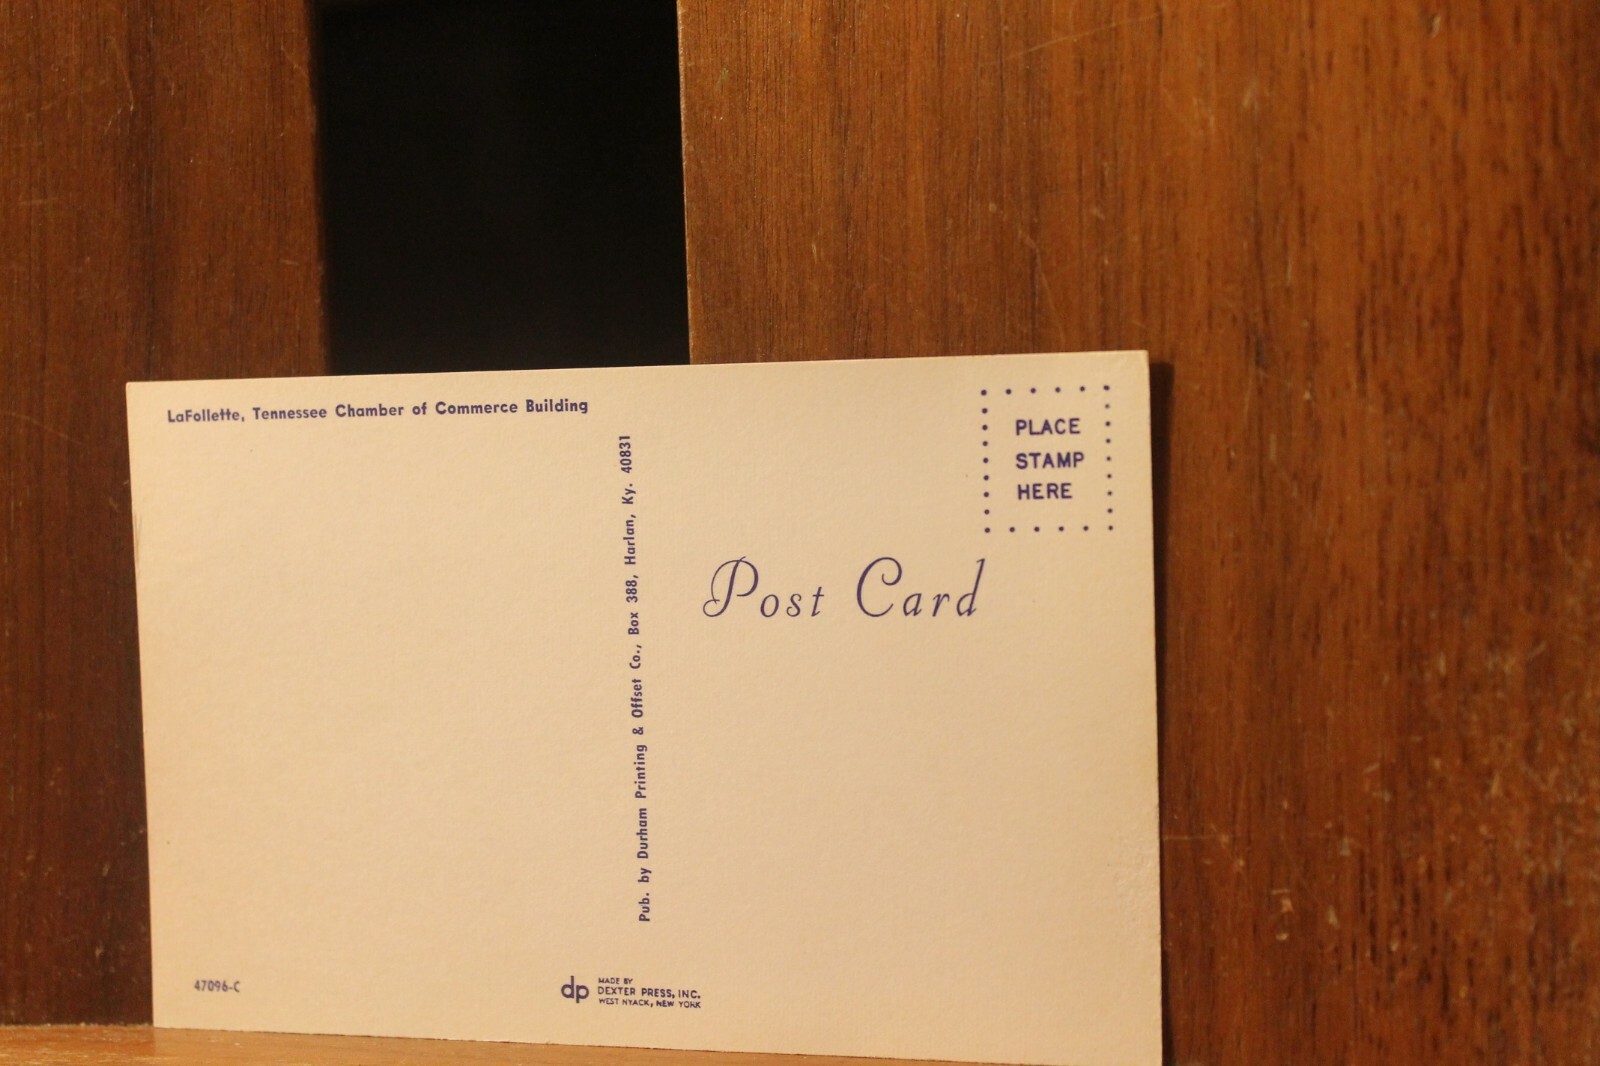 LaFollette, Tennessee Chamber of Commerce Building
Pub. by Durham Printing & Offset Co., Box 388, Harlan, Ky. 40831
PLACE
STAMP
HERE
Post Card
47096-C
dp
MADE BY
DEXTER PRESS, INC.
WEST NYACK, NEW YORK